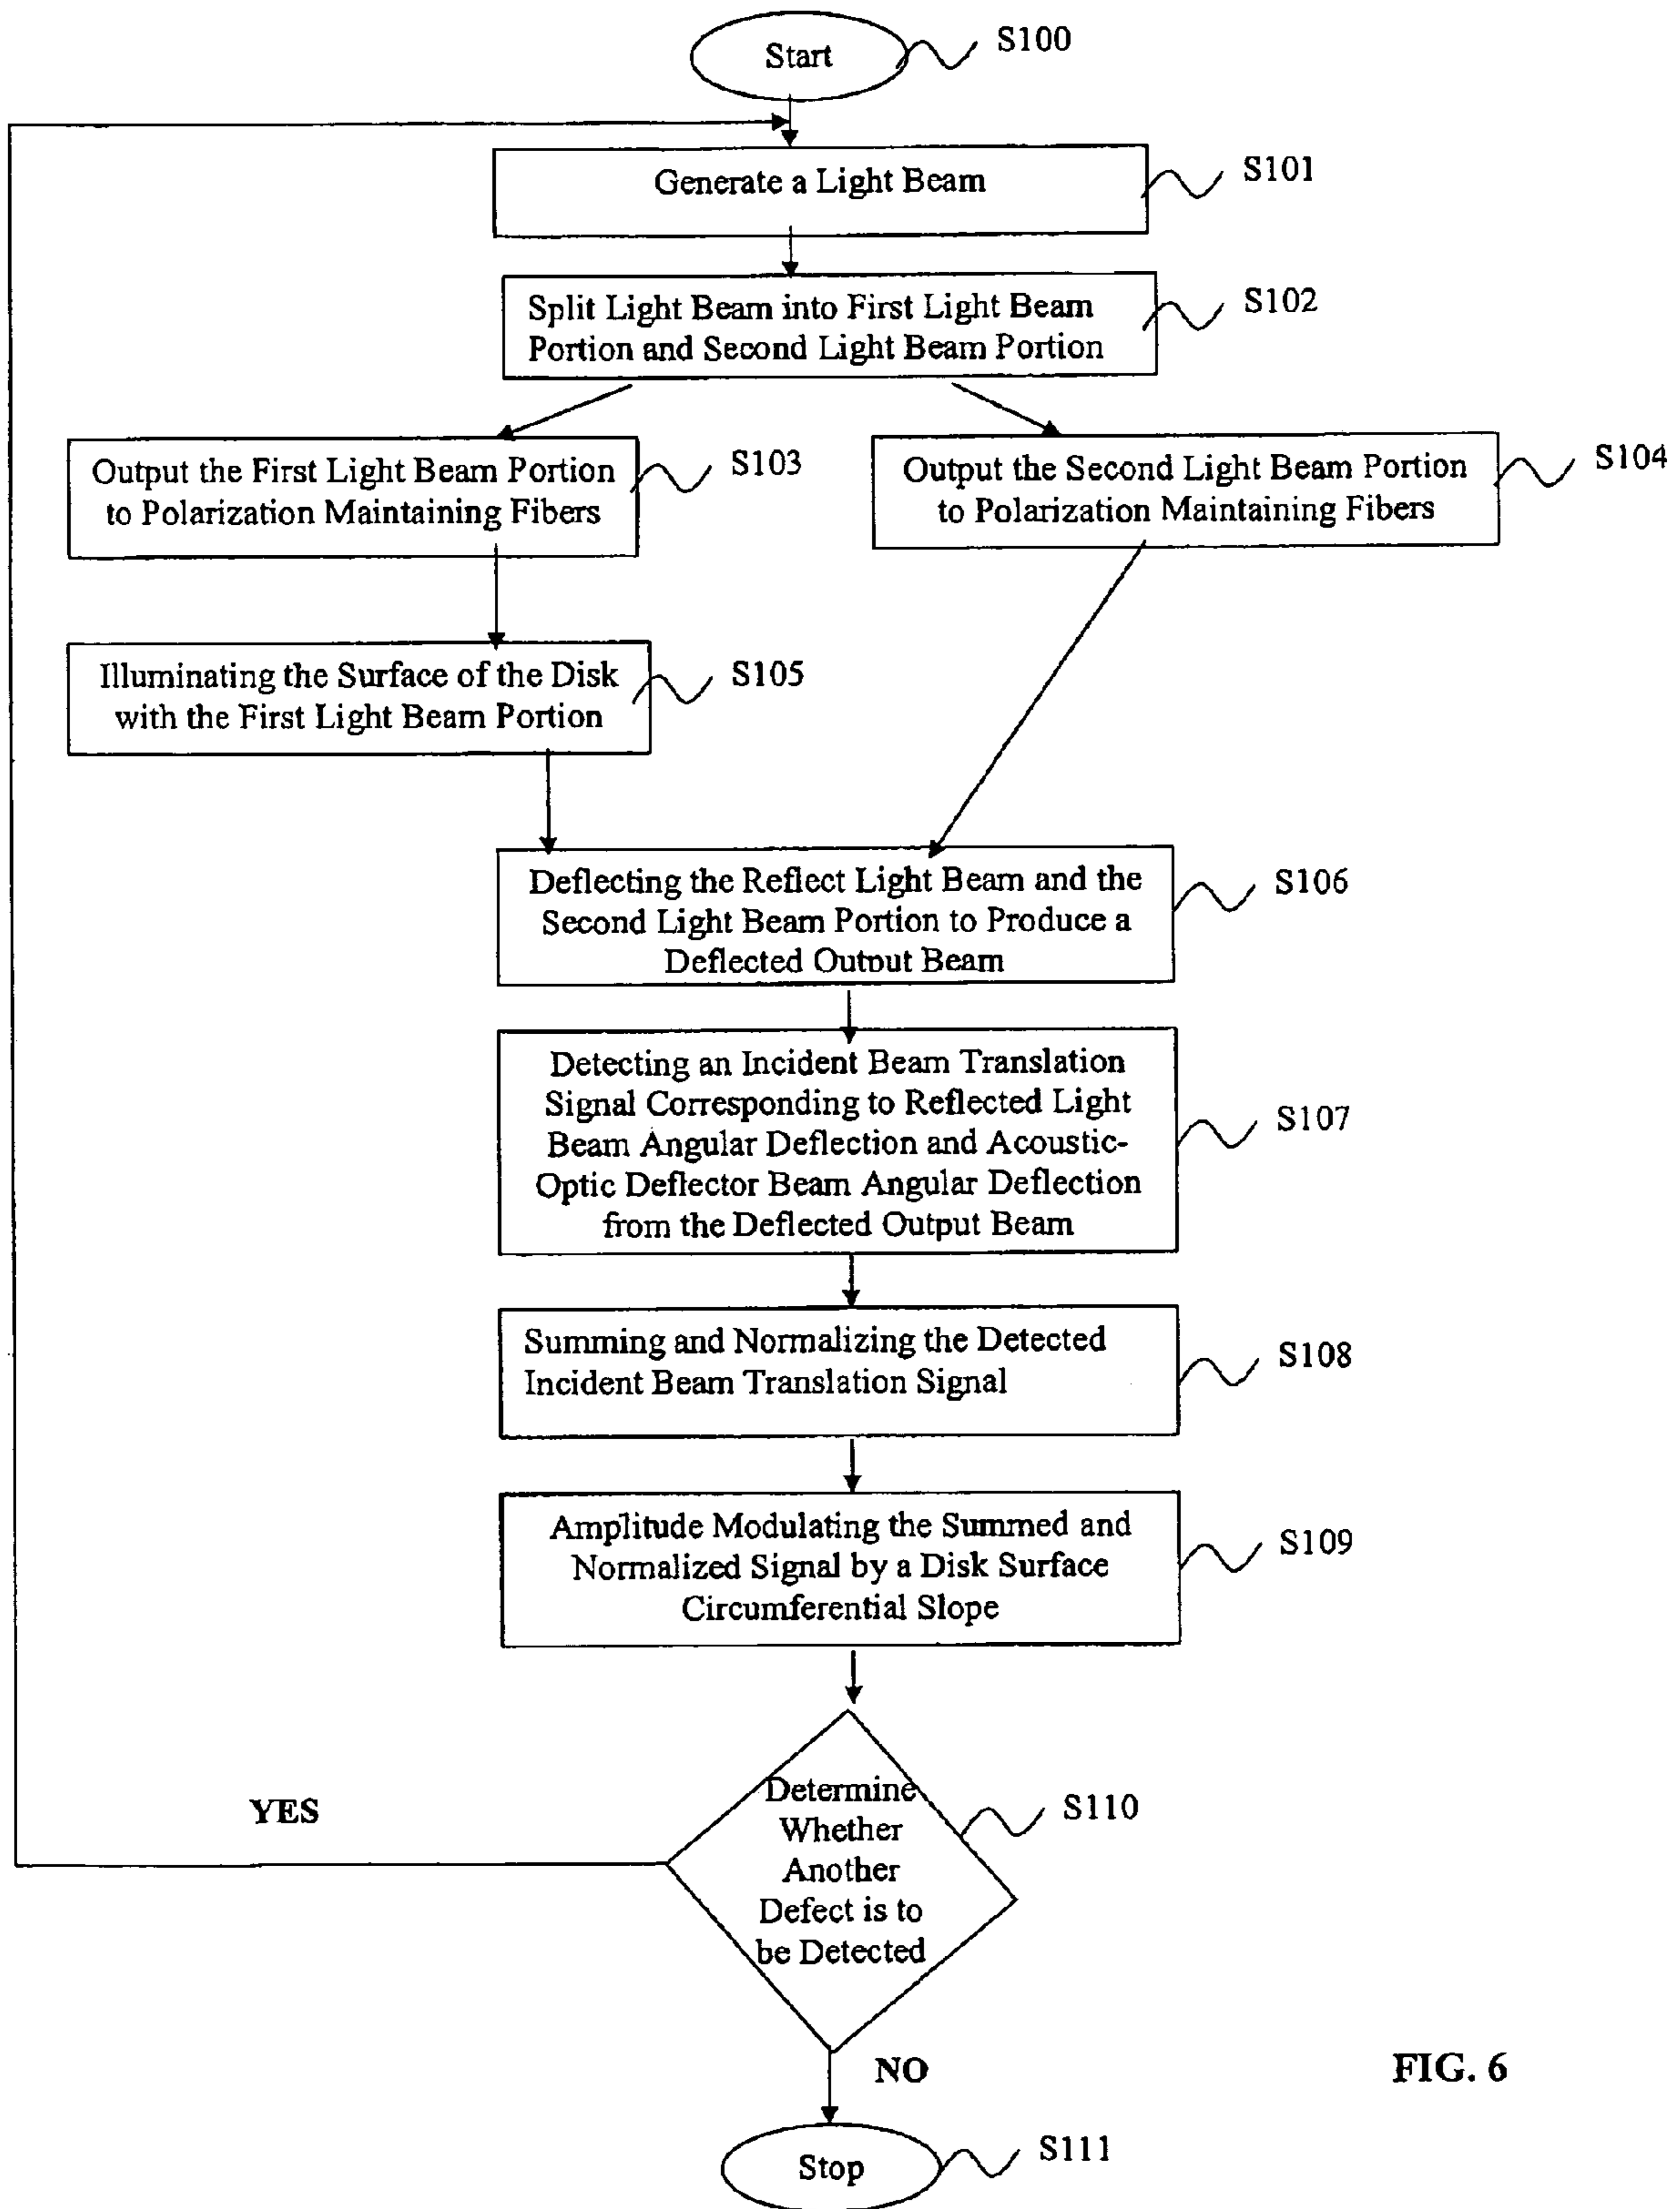 Start
S100
Generate a Light Beam
S101
Split Light Beam into First Light Beam
Portion and Second Light Beam Portion
S102
Output the First Light Beam Portion
to Polarization Maintaining Fibers
S103
Output the Second Light Beam Portion
to Polarization Maintaining Fibers
S104
Illuminating the Surface of the Disk
with the First Light Beam Portion
S105
Deflecting the Reflect Light Beam and the
Second Light Beam Portion to Produce a
Deflected Output Beam
S106
Detecting an Incident Beam Translation
Signal Corresponding to Reflected Light
Beam Angular Deflection and Acoustic-
Optic Deflector Beam Angular Deflection
from the Deflected Output Beam
S107
Summing and Normalizing the Detected
Incident Beam Translation Signal
S108
Amplitude Modulating the Summed and
Normalized Signal by a Disk Surface
Circumferential Slope
S109
Determine
Whether
Another
Defect is to
be Detected
S110
YES
NO
Stop
S111
FIG. 6